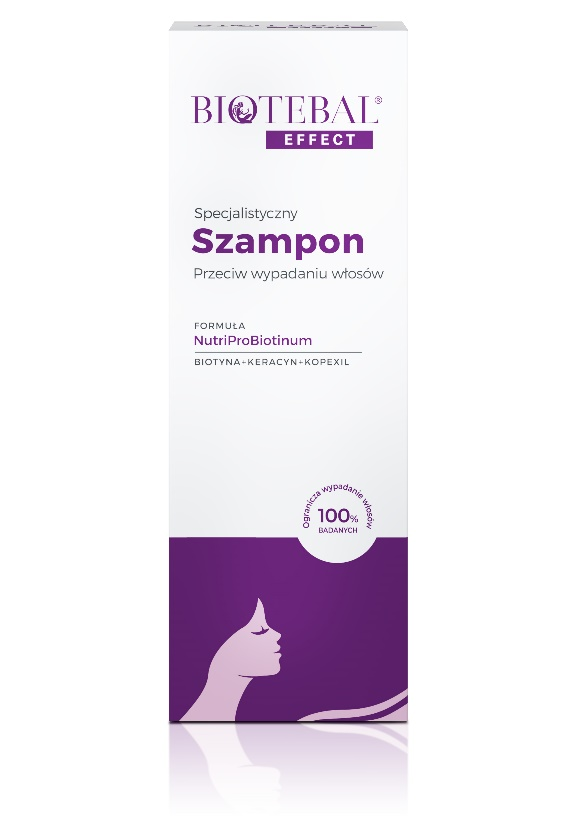 BIOTEBAL®
EFFECT
Specjalistyczny
Szampon
Przeciw wypadaniu włosów
FORMUŁA
NutriProBiotinum
BIOTYNA+KERACYN+KOPEXIL
Ogranicza wypadanie włosów
100%
BADANYCH